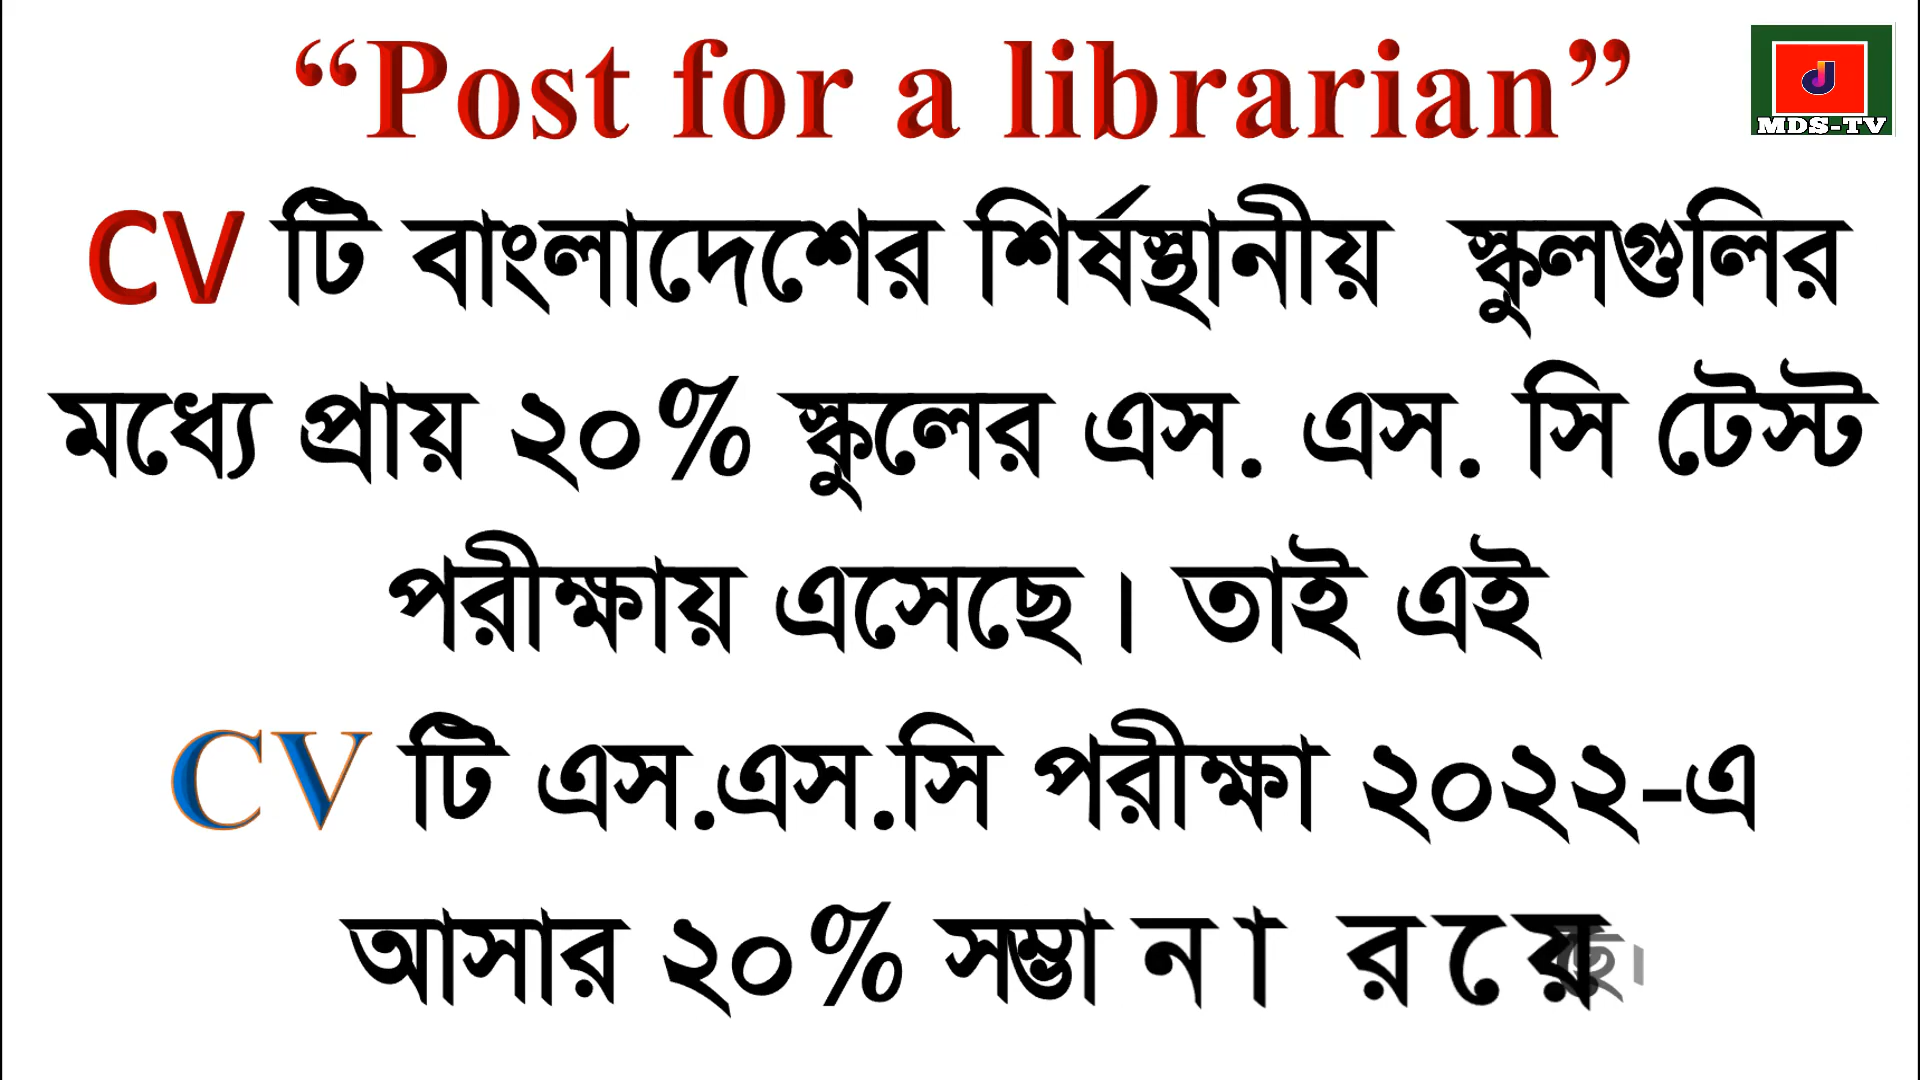 “Post for a librarian”
MDS-TV
CV টি বাংলাদেশের শির্ষস্থানীয় স্কুলগুলির
মধ্যে প্রায় ২০% স্কুলের এস. এস. সি টেস্ট
পরীক্ষায় এসেছে। তাই এই
CV টি এস.এস.সি পরীক্ষা ২০২২-এ
আসার ২০% সম্ভানা রয়েছে।